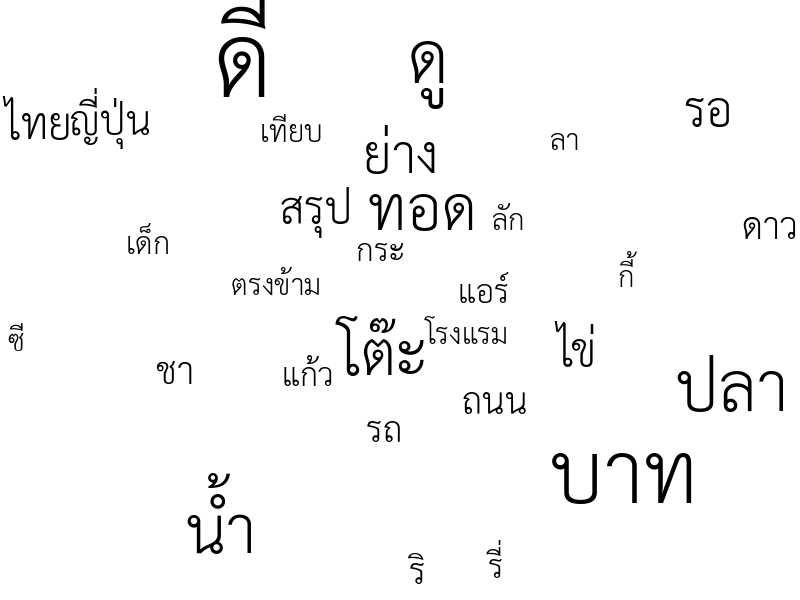 ดี
ดู
ไทย
ญี่ปุ่น
รอ
เทียบ
ย่าง
ลา
สรุป
ทอด
ลัก
ดาว
เด็ก
กระ
ตรงข้าม
กี้
แอร์
ซี
โต๊ะ
โรงแรม
ไข่
ชา
แก้ว
ปลา
ถนน
รถ
บาท
น้ำ
ริ
รี่